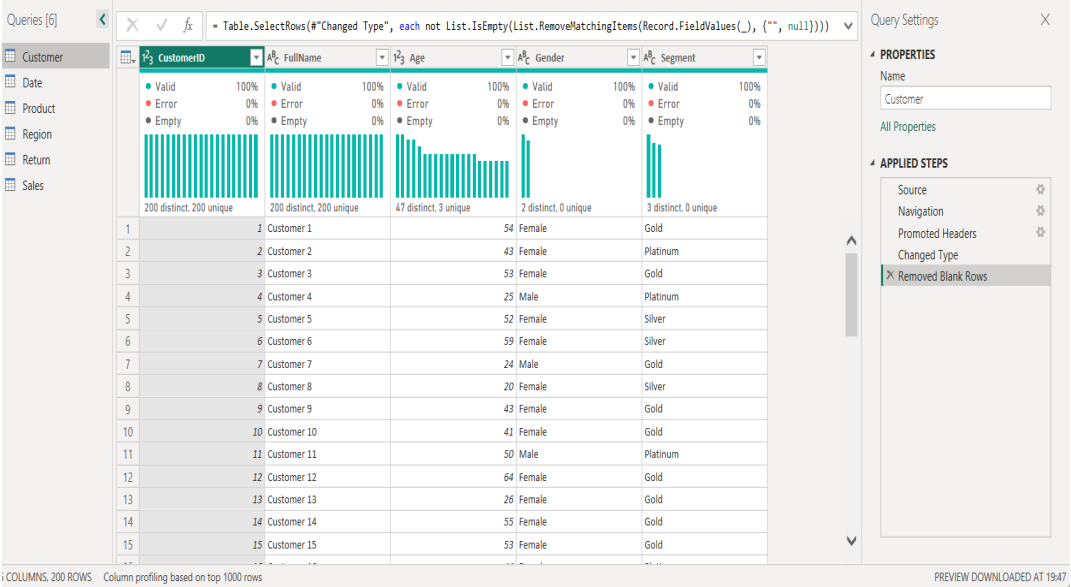 Queries [6]
Customer
Date
Product
Region
Return
Sales
fx
= Table.SelectRows(#"Changed Type", each not List.IsEmpty(List.RemoveMatchingItems(Record.FieldValues(_), {"", null})))
123 CustomerID ABC FullName 123 Age ABC Gender ABC Segment
Valid 100% Valid 100% Valid 100% Valid 100% Valid 100%
Error 0% Error 0% Error 0% Error 0% Error 0%
Empty 0% Empty 0% Empty 0% Empty 0% Empty 0%
200 distinct, 200 unique 200 distinct, 200 unique 47 distinct, 3 unique 2 distinct, 0 unique 3 distinct, 0 unique
1 1 Customer 1 54 Female Gold
2 2 Customer 2 43 Female Platinum
3 3 Customer 3 53 Female Gold
4 4 Customer 4 25 Male Platinum
5 5 Customer 5 52 Female Silver
6 6 Customer 6 59 Female Silver
7 7 Customer 7 24 Male Gold
8 8 Customer 8 20 Female Silver
9 9 Customer 9 43 Female Gold
10 10 Customer 10 41 Female Gold
11 11 Customer 11 50 Male Platinum
12 12 Customer 12 64 Female Gold
13 13 Customer 13 26 Female Gold
14 14 Customer 14 55 Female Gold
15 15 Customer 15 53 Female Gold
Query Settings
PROPERTIES
Name
Customer
All Properties
APPLIED STEPS
Source
Navigation
Promoted Headers
Changed Type
Removed Blank Rows
COLUMNS, 200 ROWS Column profiling based on top 1000 rows
PREVIEW DOWNLOADED AT 19:47